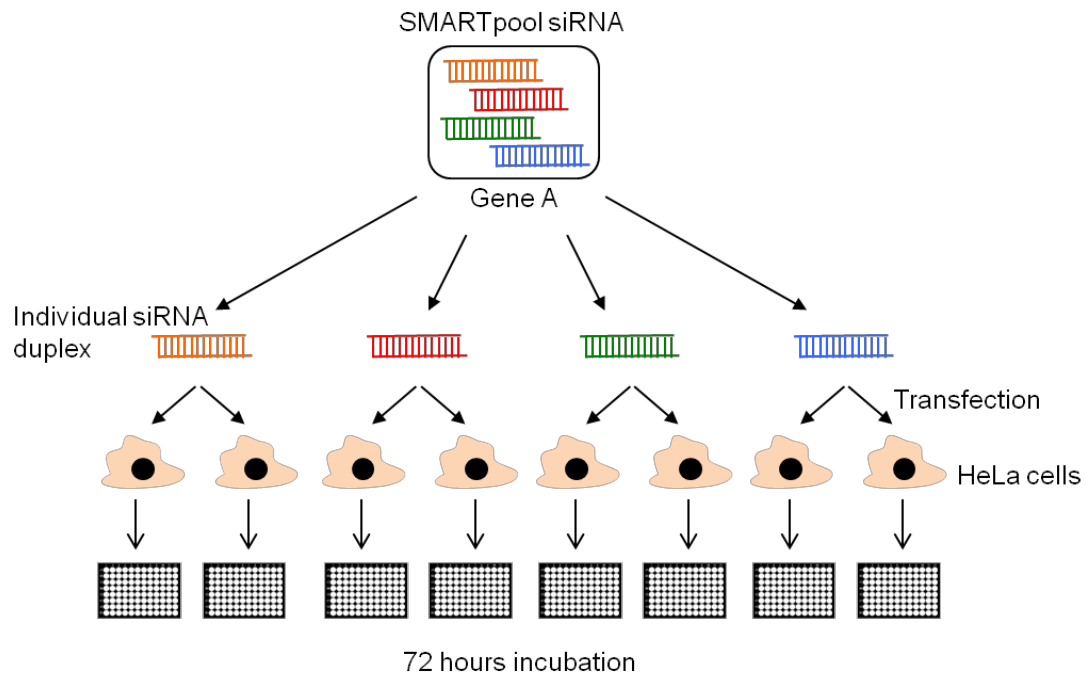 SMARTpool siRNA
Gene A
Individual siRNA
duplex
Transfection
HeLa cells
72 hours incubation